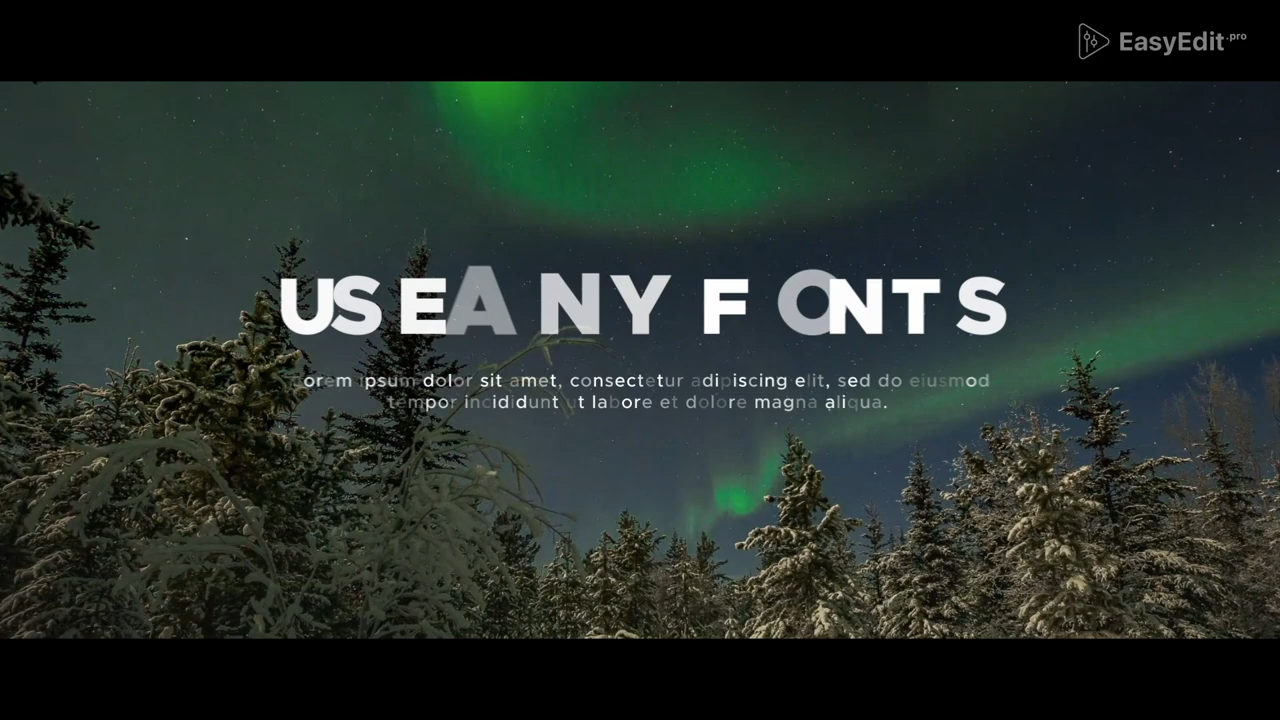 EasyEdit.pro
USE ANY FONTS
Lorem ipsum dolor sit amet, consectetur adipiscing elit, sed do eiusmod
tempor incididunt ut labore et dolore magna aliqua.